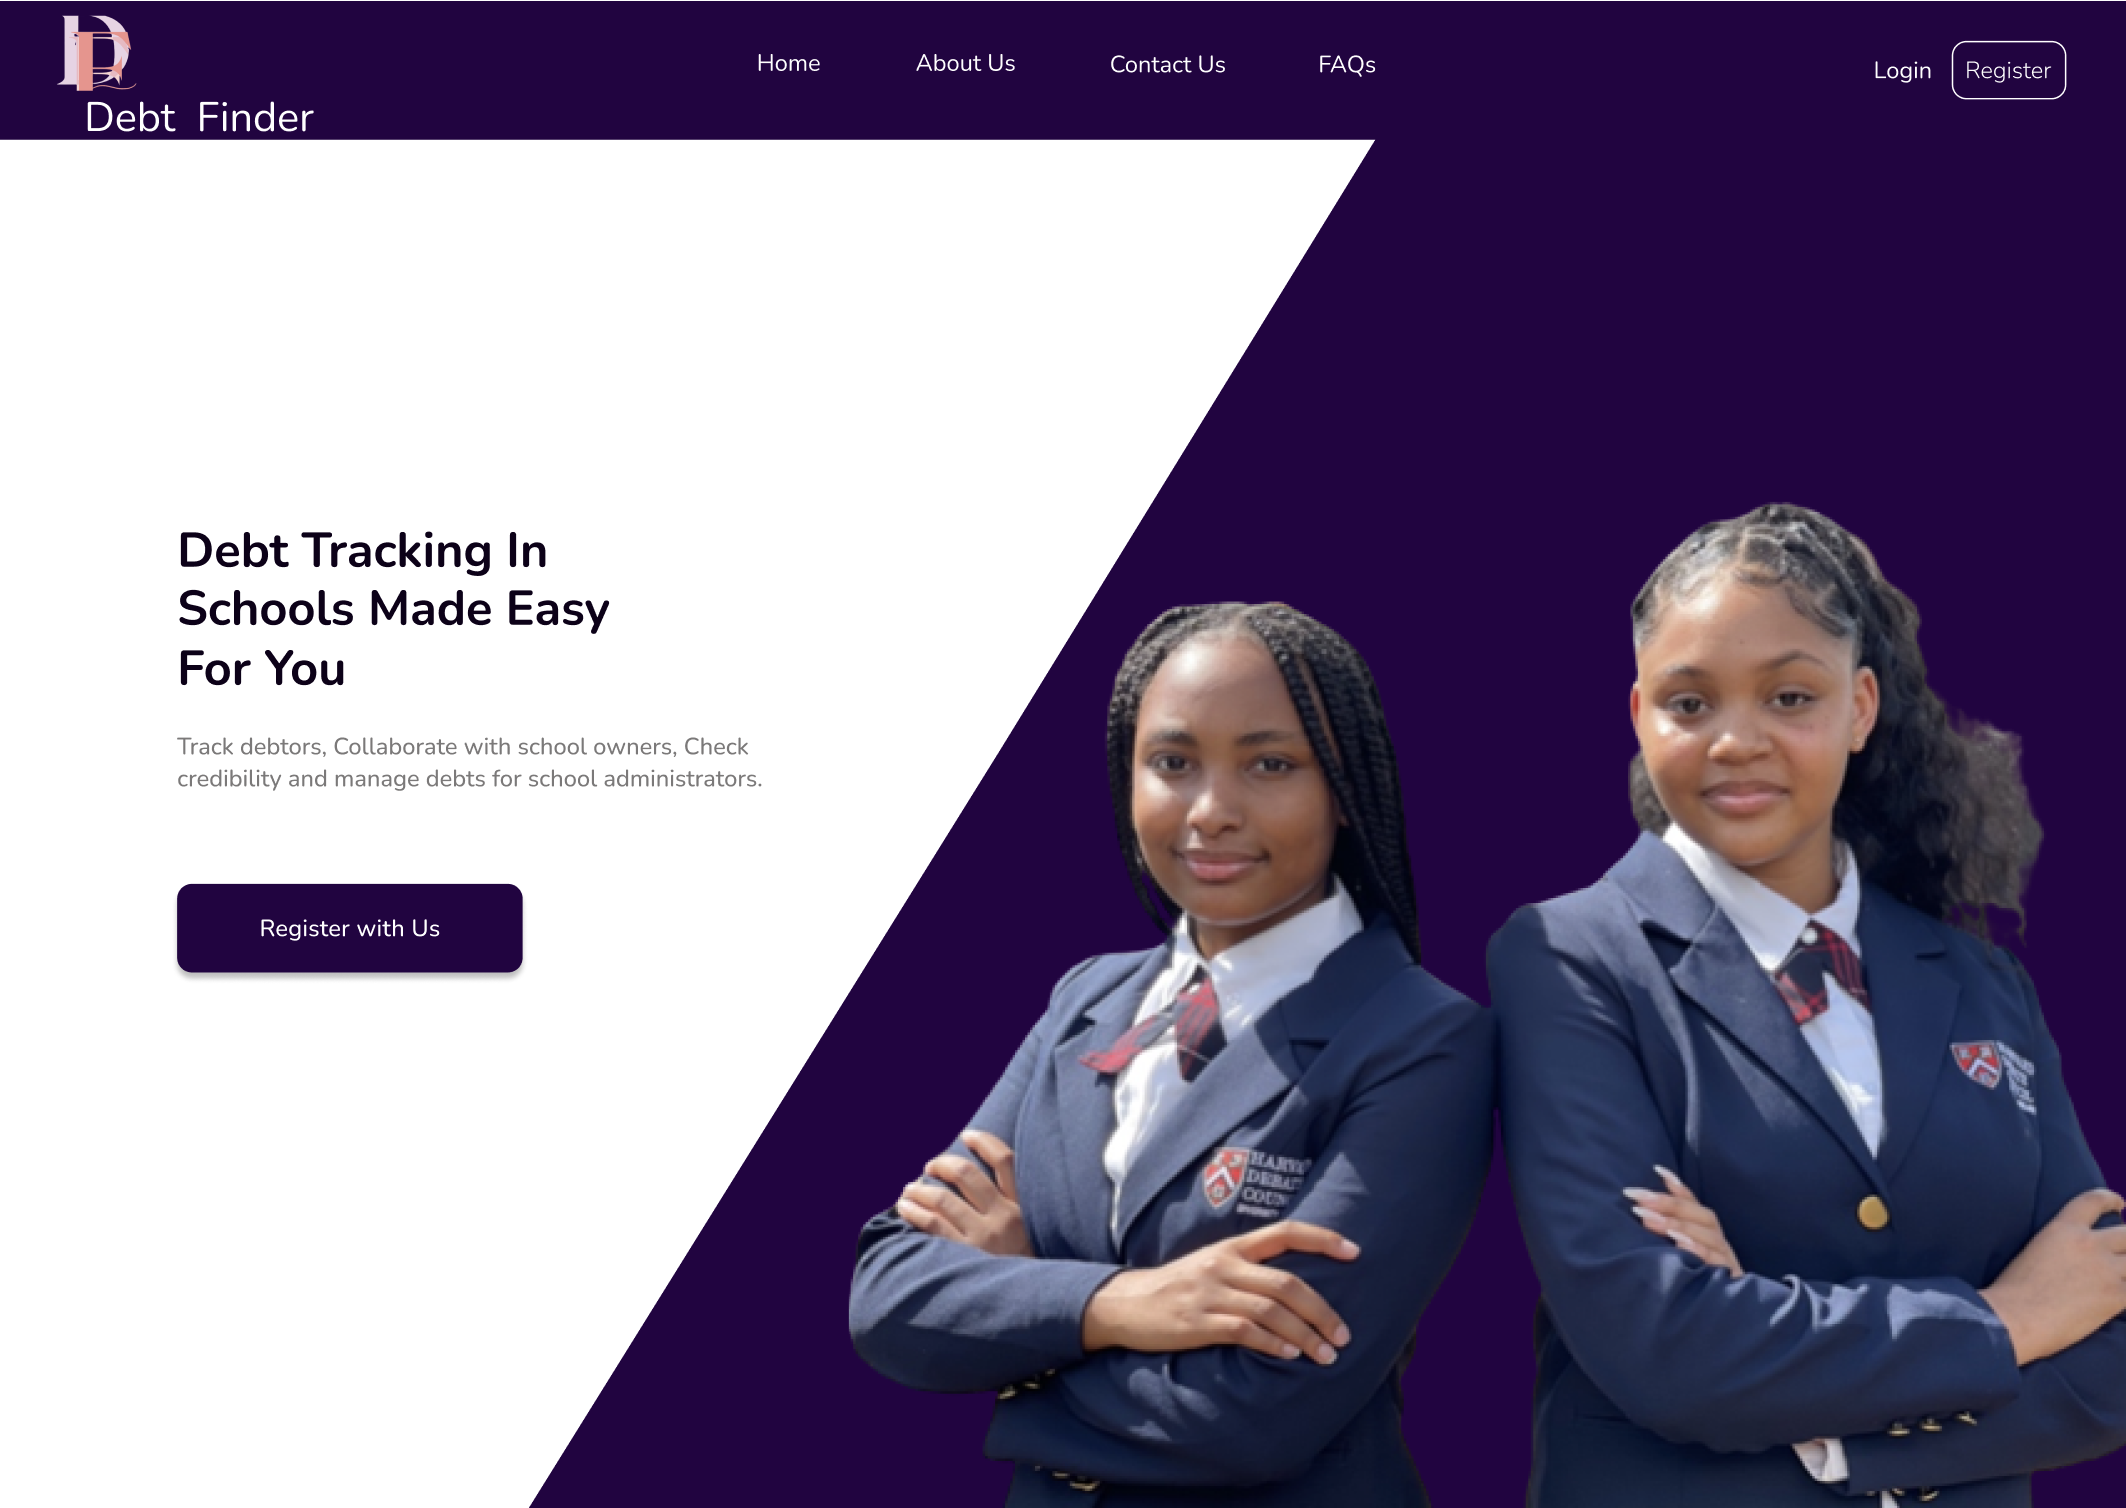 Debt Finder
Home
About Us
Contact Us
FAQs
Login
Register
Debt Tracking In
Schools Made Easy
For You
Track debtors, Collaborate with school owners, Check
credibility and manage debts for school administrators.
Register with Us